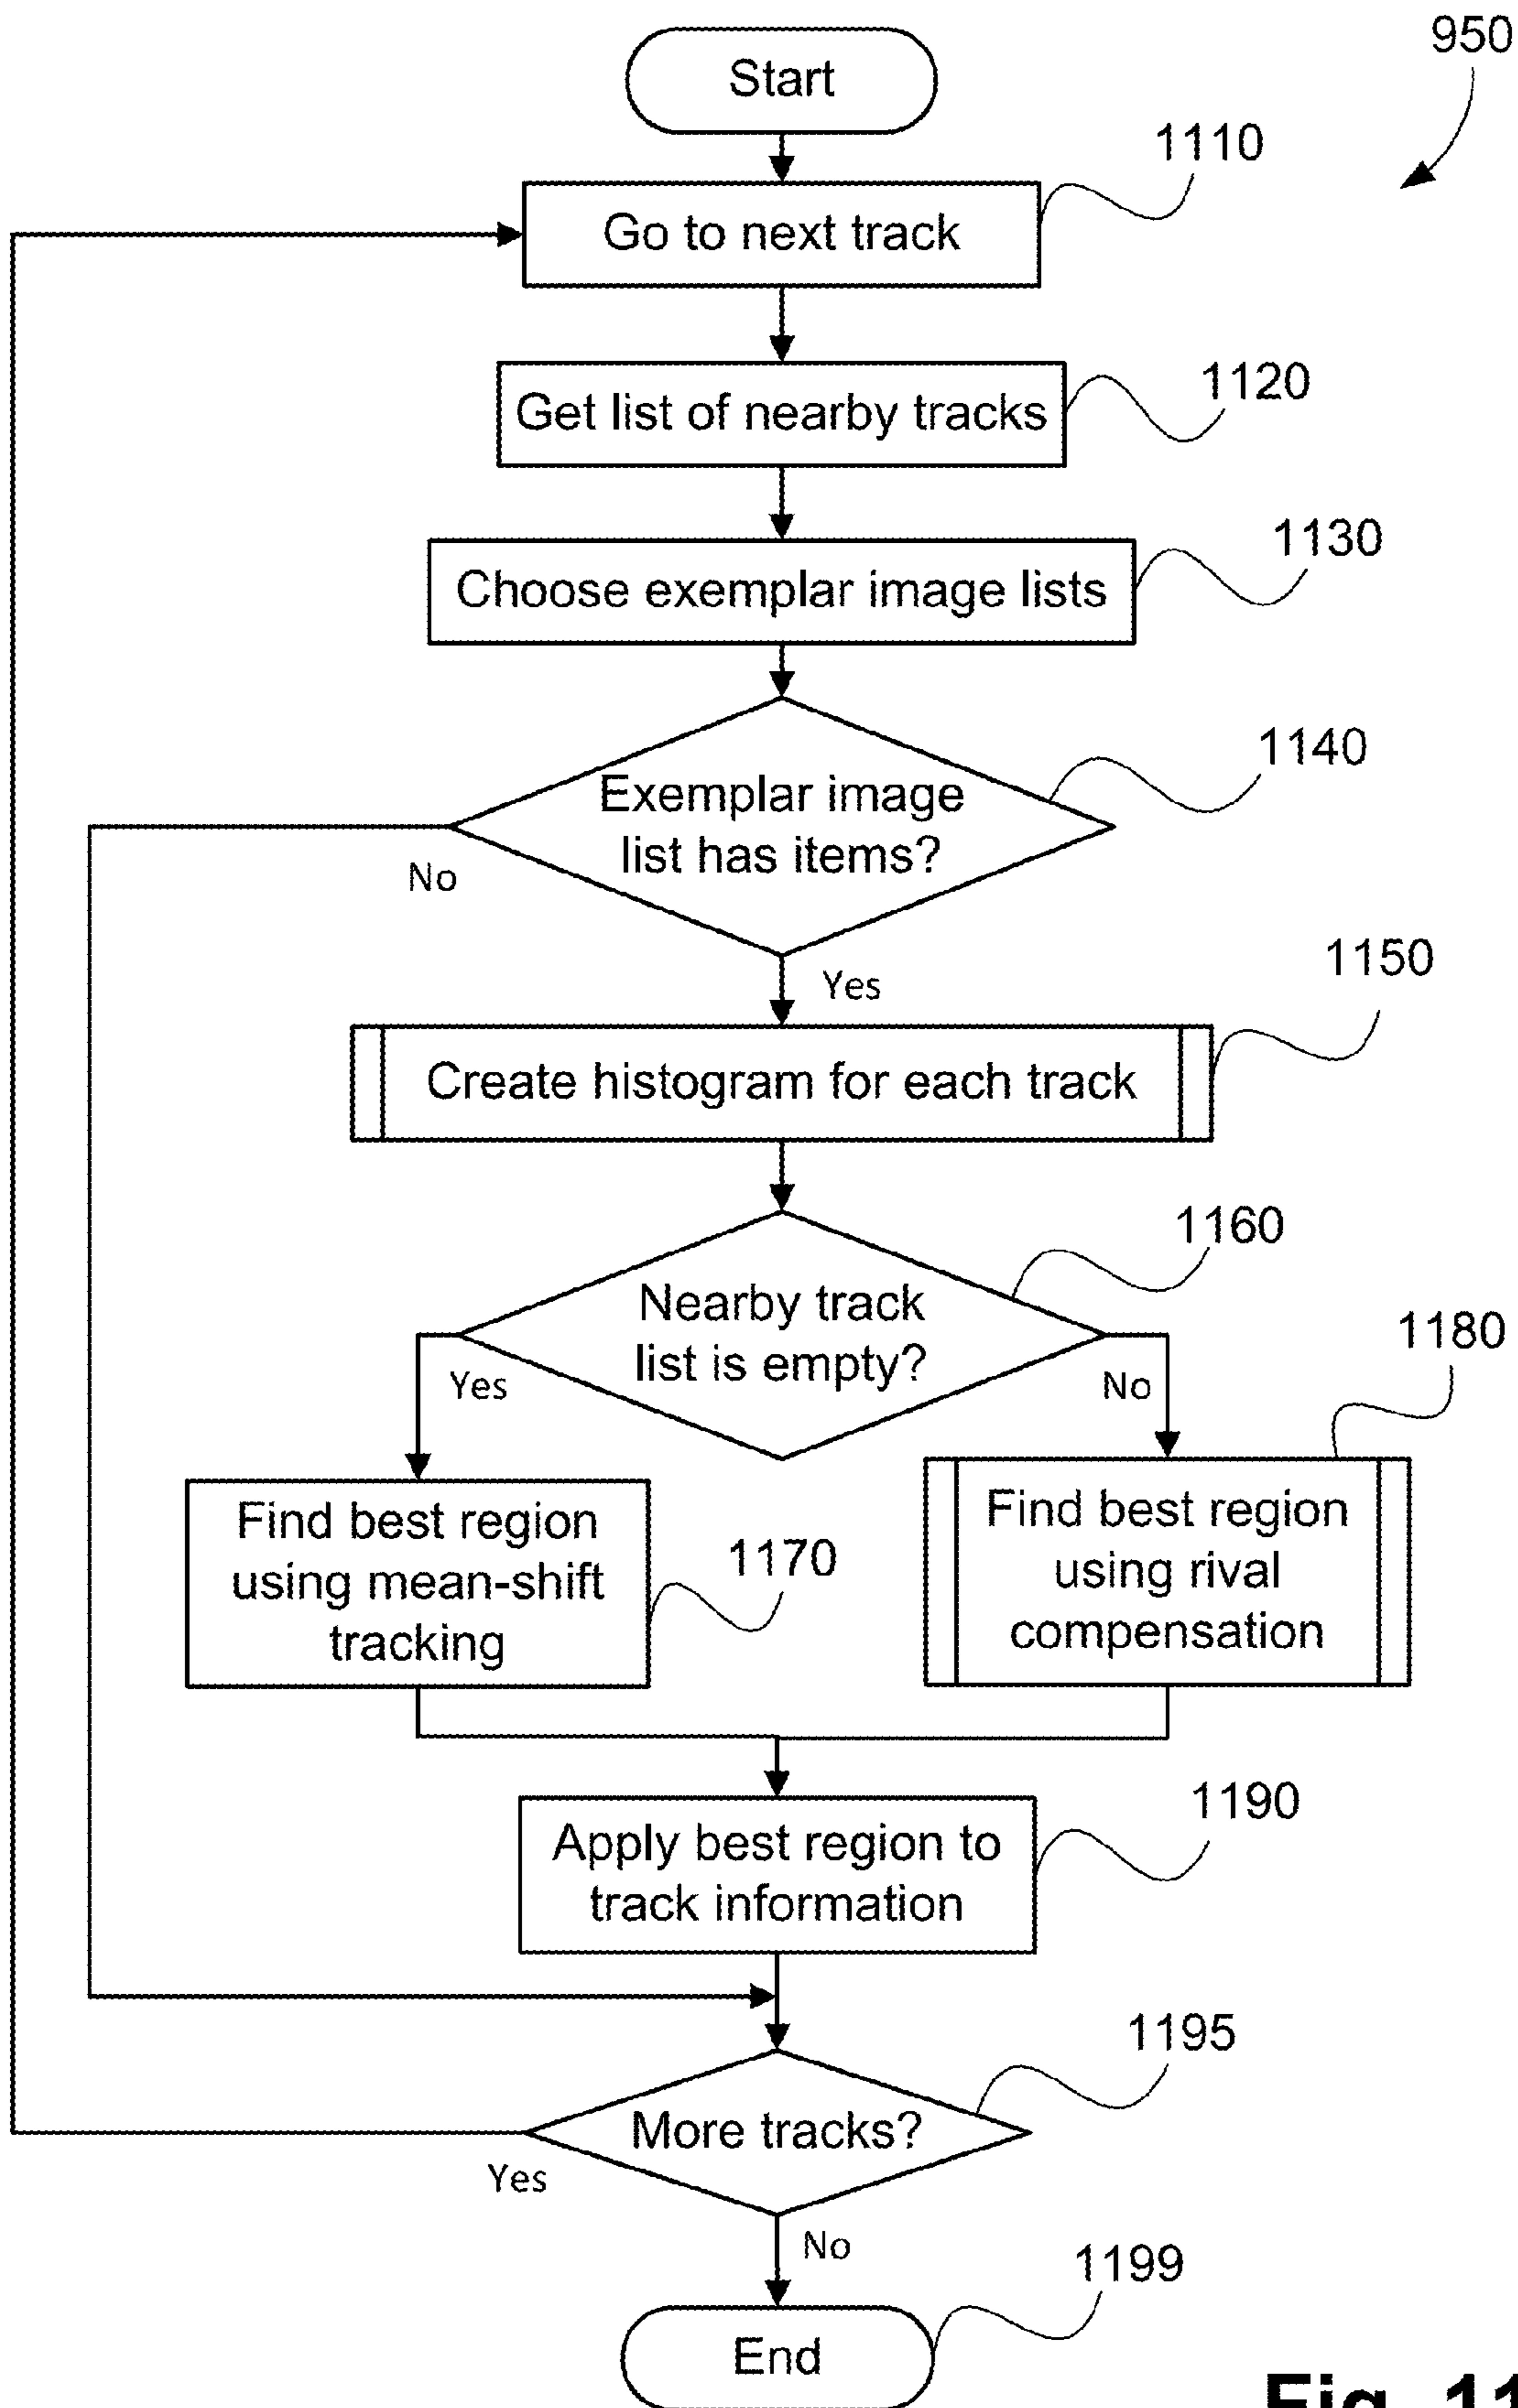 950
Start
1110
Go to next track
1120
Get list of nearby tracks
1130
Choose exemplar image lists
1140
Exemplar image
list has items?
No
Yes
1150
Create histogram for each track
1160
Nearby track
list is empty?
Yes
No
1180
Find best region
using mean-shift
tracking
1170
Find best region
using rival
compensation
1190
Apply best region to
track information
1195
More tracks?
Yes
No
1199
End
Fig. 11